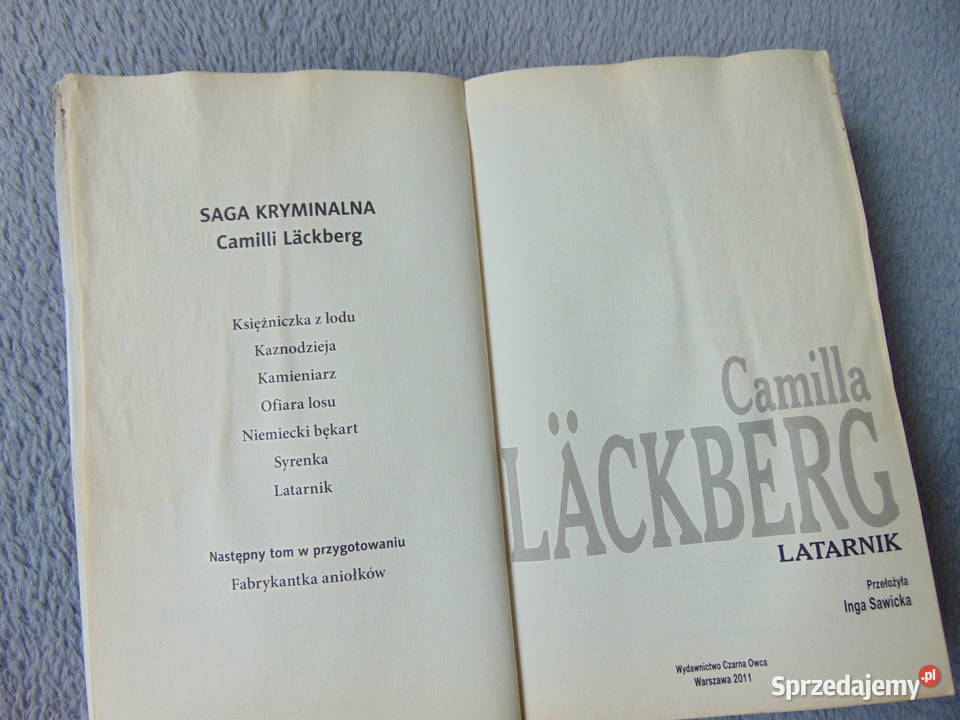 SAGA KRYMINALNA
Camilli Läckberg
Księżniczka z lodu
Kaznodzieja
Kamieniarz
Ofiara losu
Niemiecki bękart
Syrenka
Latarnik
Następny tom w przygotowaniu
Fabrykantka aniołków
Camilla
LÄCKBERG
LATARNIK
Przełożyła
Inga Sawicka
Wydawnictwo Czarna Owca
Warszawa 2011
Sprzedajemy.pl